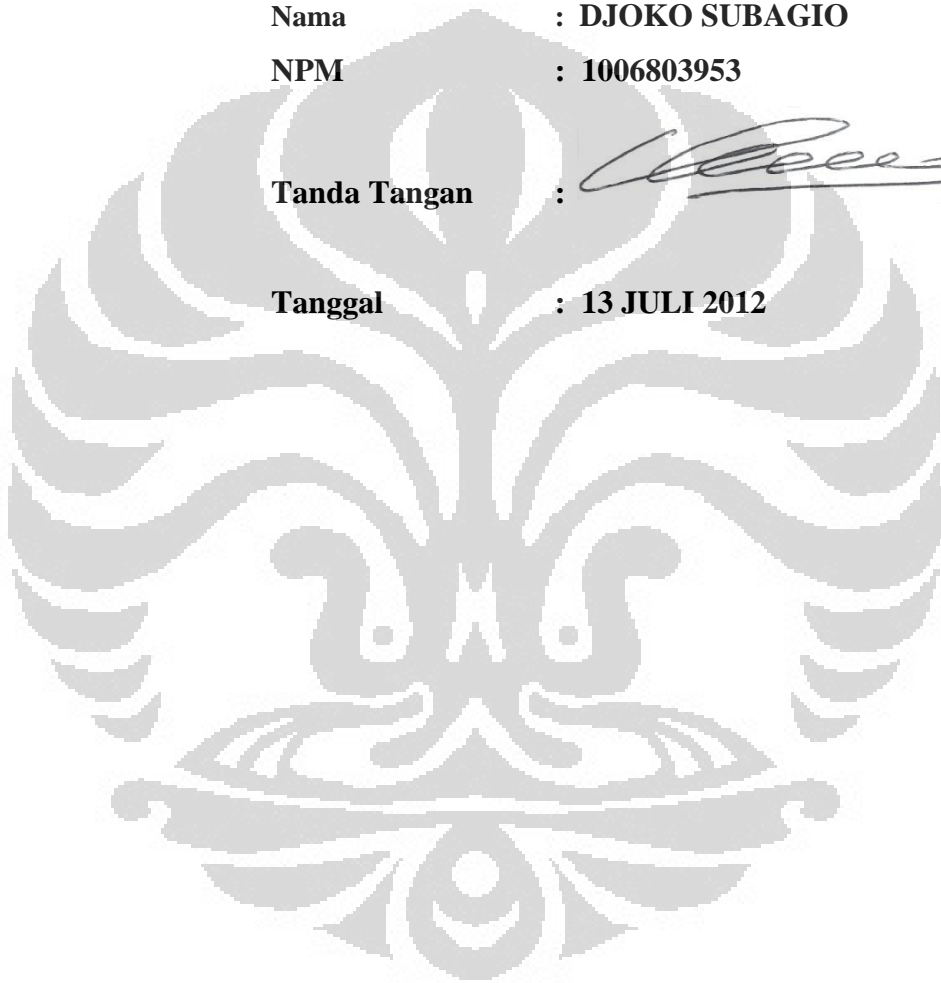 Nama : DJOKO SUBAGIO
NPM : 1006803953
Tanda Tangan :
Tanggal : 13 JULI 2012